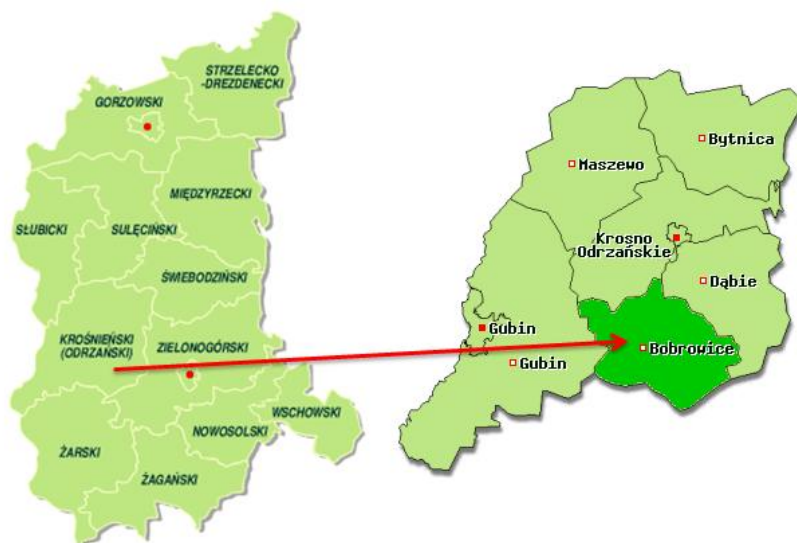 STRZELECKO
-DREZDENECKI
GORZOWSKI
MIĘDZYRZECKI
SŁUBICKI
SULĘCIŃSKI
ŚWIEBODZIŃSKI
KROŚNIEŃSKI
(ODRZAŃSKI)
ZIELONOGÓRSKI
WSCHOWSKI
NOWOSOLSKI
ŻARSKI
ŻAGAŃSKI
Bytnica
Maszewo
Krosno
Odrzańskie
Dąbie
Gubin
Bobrowice
Gubin